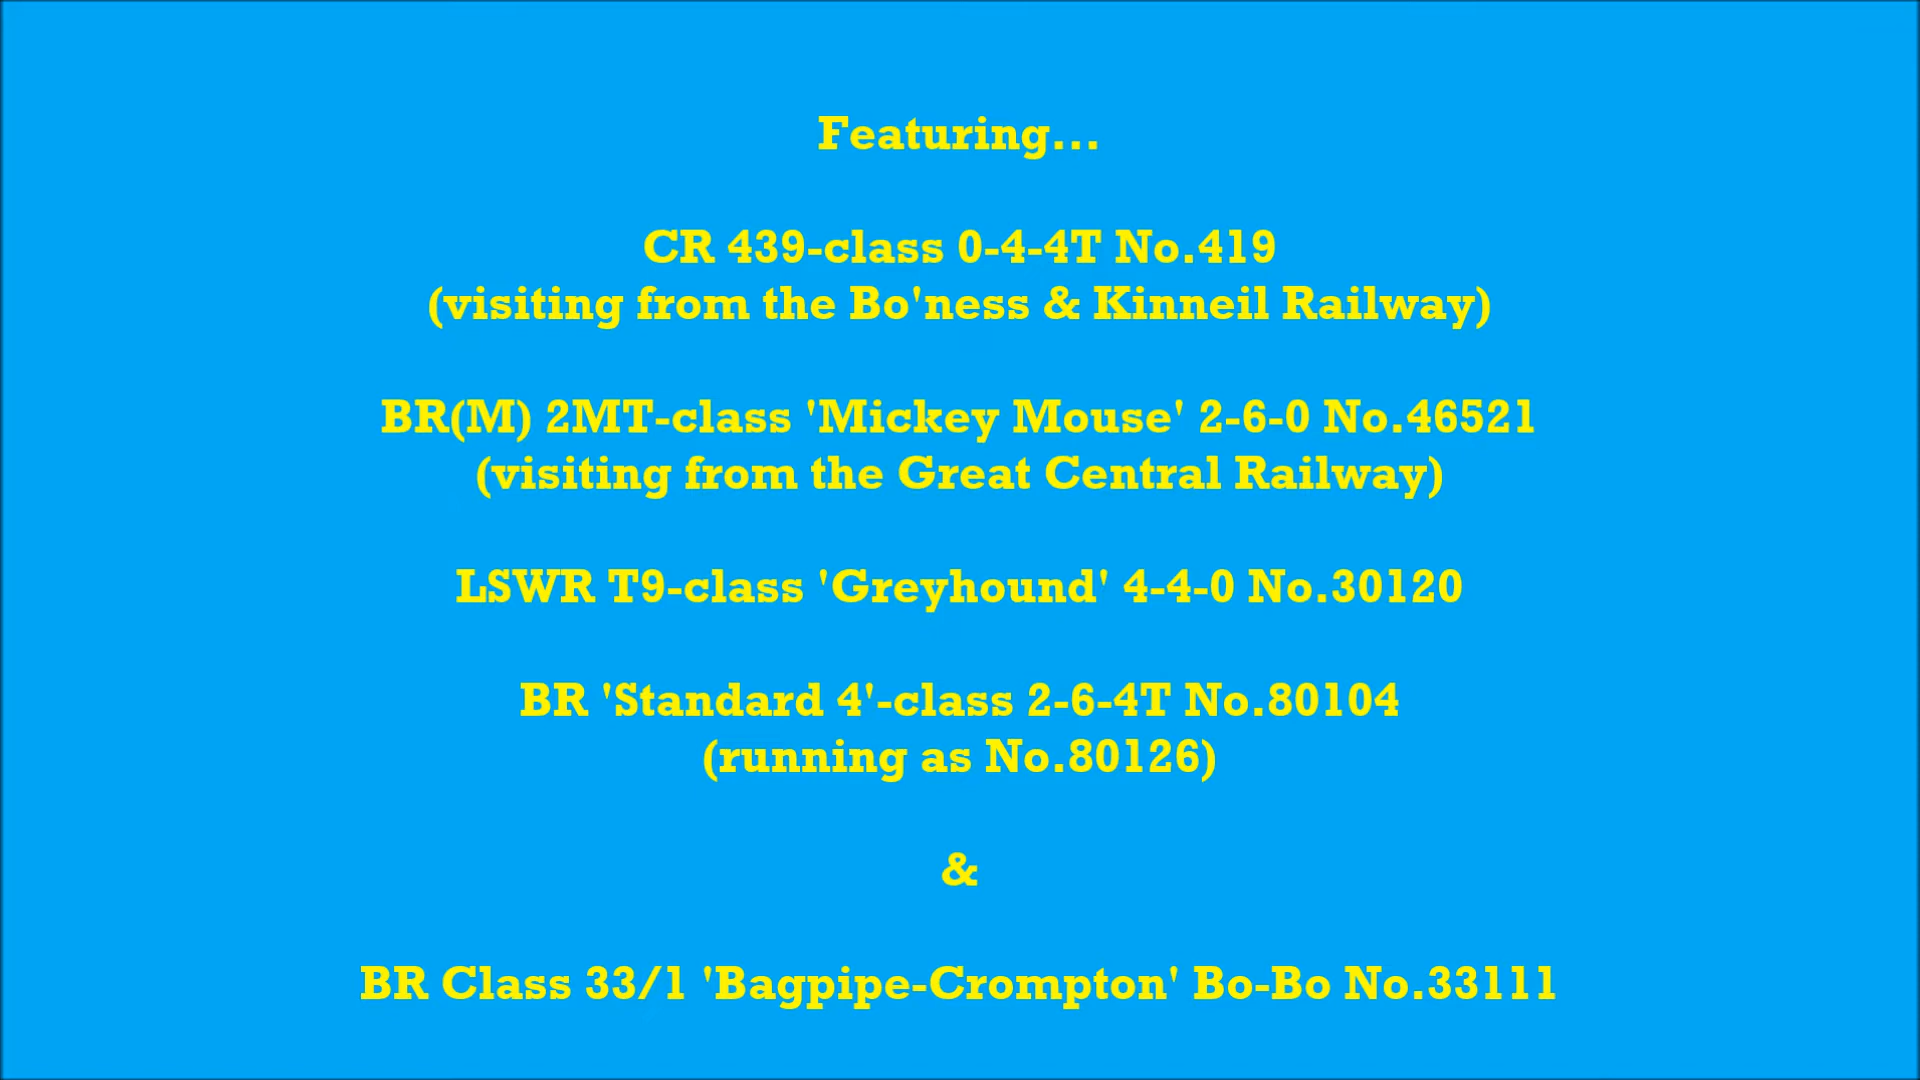 Featuring...
CR 439-class 0-4-4T No.419
(visiting from the Bo'ness & Kinneil Railway)
BR(M) 2MT-class 'Mickey Mouse' 2-6-0 No.46521
(visiting from the Great Central Railway)
LSWR T9-class 'Greyhound' 4-4-0 No.30120
BR 'Standard 4'-class 2-6-4T No.80104
(running as No.80126)
&
BR Class 33/1 'Bagpipe-Crompton' Bo-Bo No.33111